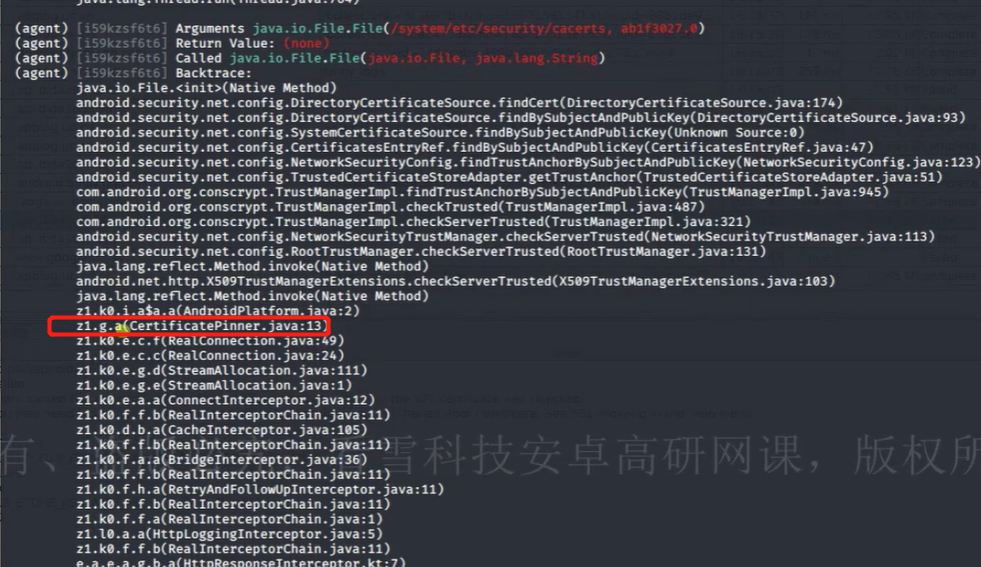 java.lang.Thread.run(Thread.java:764)
(agent) [i59kzsf6t6] Arguments java.io.File.File(/system/etc/security/cacerts, ab1f3027.0)
(agent) [i59kzsf6t6] Return Value: (none)
(agent) [i59kzsf6t6] Called java.io.File.File(java.io.File, java.lang.String)
(agent) [i59kzsf6t6] Backtrace:
java.io.File.<init>(Native Method)
android.security.net.config.DirectoryCertificateSource.findCert(DirectoryCertificateSource.java:174)
android.security.net.config.DirectoryCertificateSource.findBySubjectAndPublicKey(DirectoryCertificateSource.java:93)
android.security.net.config.SystemCertificateSource.findBySubjectAndPublicKey(Unknown Source:0)
android.security.net.config.CertificatesEntryRef.findBySubjectAndPublicKey(CertificatesEntryRef.java:47)
android.security.net.config.NetworkSecurityConfig.findTrustAnchorBySubjectAndPublicKey(NetworkSecurityConfig.java:123)
android.security.net.config.TrustedCertificateStoreAdapter.getTrustAnchor(TrustedCertificateStoreAdapter.java:51)
com.android.org.conscrypt.TrustManagerImpl.findTrustAnchorBySubjectAndPublicKey(TrustManagerImpl.java:945)
com.android.org.conscrypt.TrustManagerImpl.checkTrusted(TrustManagerImpl.java:487)
com.android.org.conscrypt.TrustManagerImpl.checkServerTrusted(TrustManagerImpl.java:321)
android.security.net.config.NetworkSecurityTrustManager.checkServerTrusted(NetworkSecurityTrustManager.java:113)
android.security.net.config.RootTrustManager.checkServerTrusted(RootTrustManager.java:131)
java.lang.reflect.Method.invoke(Native Method)
android.net.http.X509TrustManagerExtensions.checkServerTrusted(X509TrustManagerExtensions.java:103)
java.lang.reflect.Method.invoke(Native Method)
z1.k0.i.a$a.a(AndroidPlatform.java:2)
z1.g.a(CertificatePinner.java:13)
z1.k0.e.c.f(RealConnection.java:49)
z1.k0.e.c.c(RealConnection.java:24)
z1.k0.e.g.d(StreamAllocation.java:111)
z1.k0.e.g.e(StreamAllocation.java:1)
z1.k0.e.a.a(ConnectInterceptor.java:12)
z1.k0.f.f.b(RealInterceptorChain.java:11)
z1.k0.d.b.a(CacheInterceptor.java:105)
z1.k0.f.f.b(RealInterceptorChain.java:11)
z1.k0.f.a.a(BridgeInterceptor.java:36)
有、 雪科技安卓高研网课，版权所
z1.k0.f.f.b(RealInterceptorChain.java:11)
z1.k0.f.h.a(RetryAndFollowUpInterceptor.java:11)
z1.k0.f.f.b(RealInterceptorChain.java:11)
z1.k0.f.f.a(RealInterceptorChain.java:1)
z1.l0.a.a(HttpLoggingInterceptor.java:5)
z1.k0.f.f.b(RealInterceptorChain.java:11)
e.a.e.a.g.b.a(HttpResponseInterceptor.kt:7)